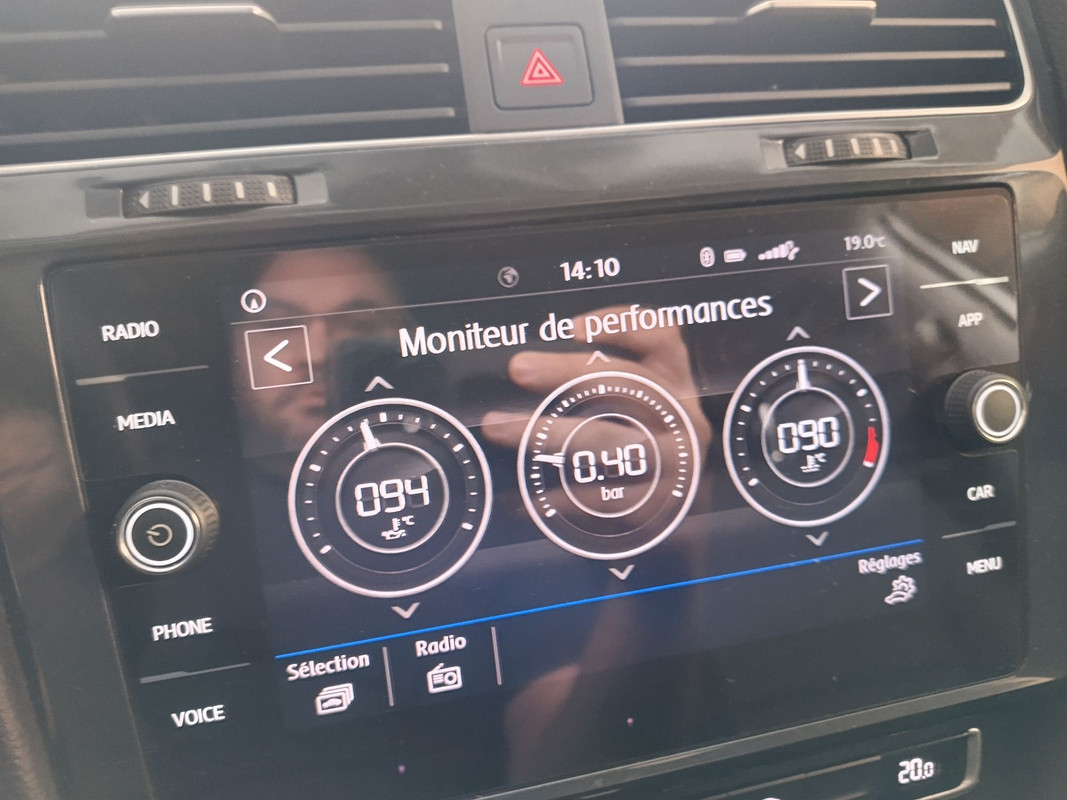 14:10
19.0°C
NAV
RADIO
Moniteur de performances
APP
MEDIA
094
°C
0.40
bar
090
°C
CAR
Réglages
MENU
PHONE
Sélection
Radio
VOICE
20.0